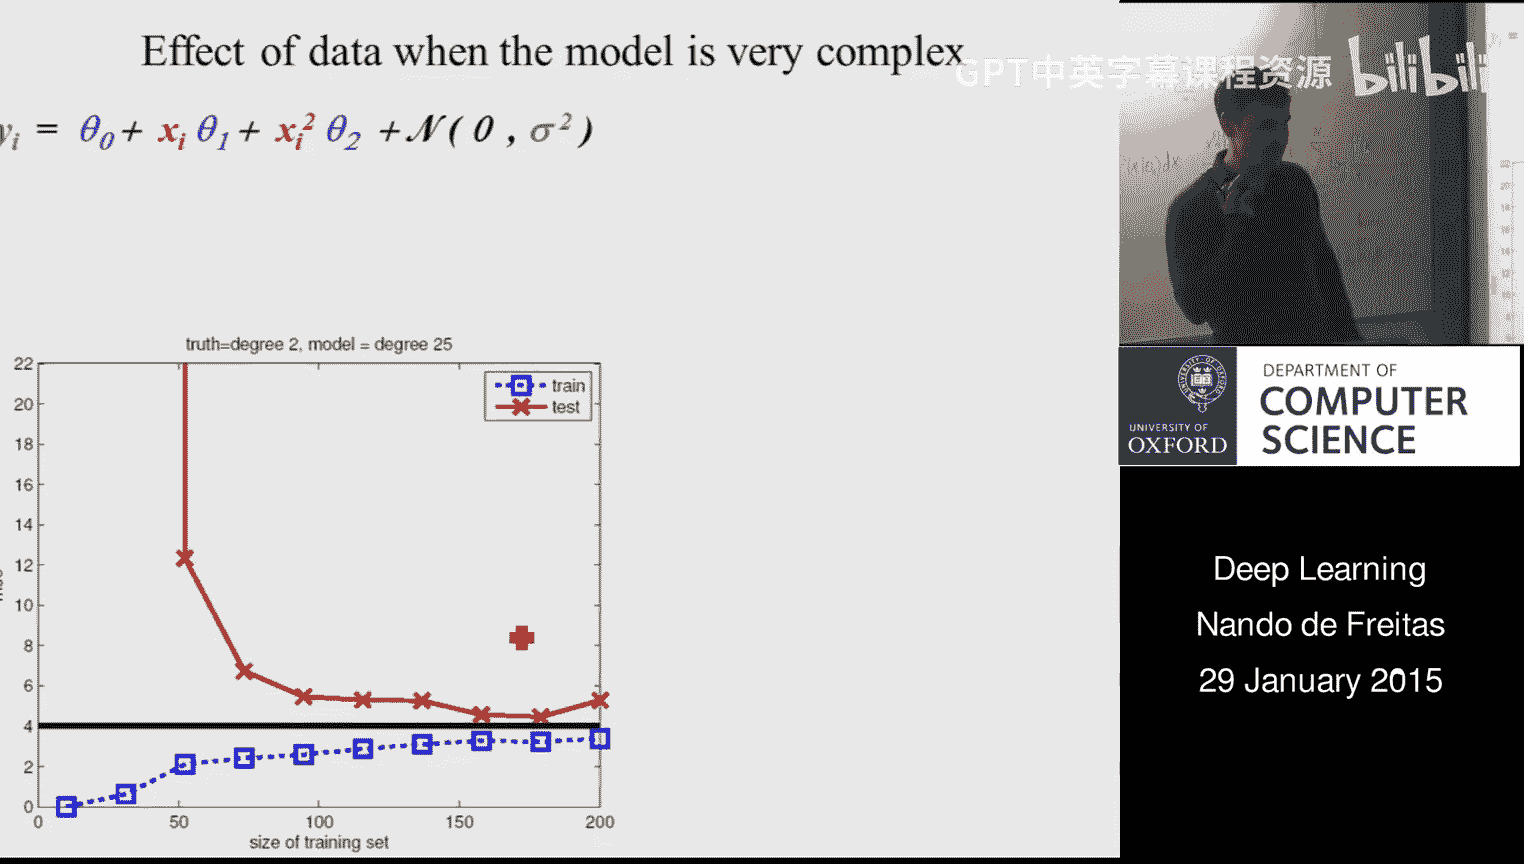 Effect of data when the model is very complex
GPT中英字幕课程资源 bilibili
yᵢ = θ₀ + xᵢ θ₁ + xᵢ² θ₂ + 𝒩( 0 , σ² )
truth=degree 2, model = degree 25
train
test
22
20
18
16
14
12
10
8
6
4
2
0
0 50 100 150 200
size of training set
UNIVERSITY OF
OXFORD
DEPARTMENT OF
COMPUTER
SCIENCE
Deep Learning
Nando de Freitas
29 January 2015